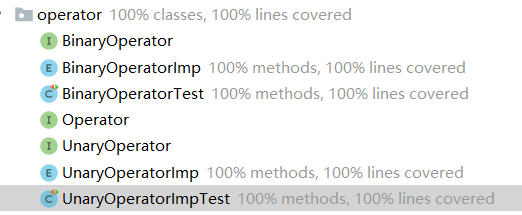 operator 100% classes, 100% lines covered
I BinaryOperator
E BinaryOperatorImp 100% methods, 100% lines covered
C BinaryOperatorTest 100% methods, 100% lines covered
I Operator
I UnaryOperator
E UnaryOperatorImp 100% methods, 100% lines covered
C UnaryOperatorImpTest 100% methods, 100% lines covered